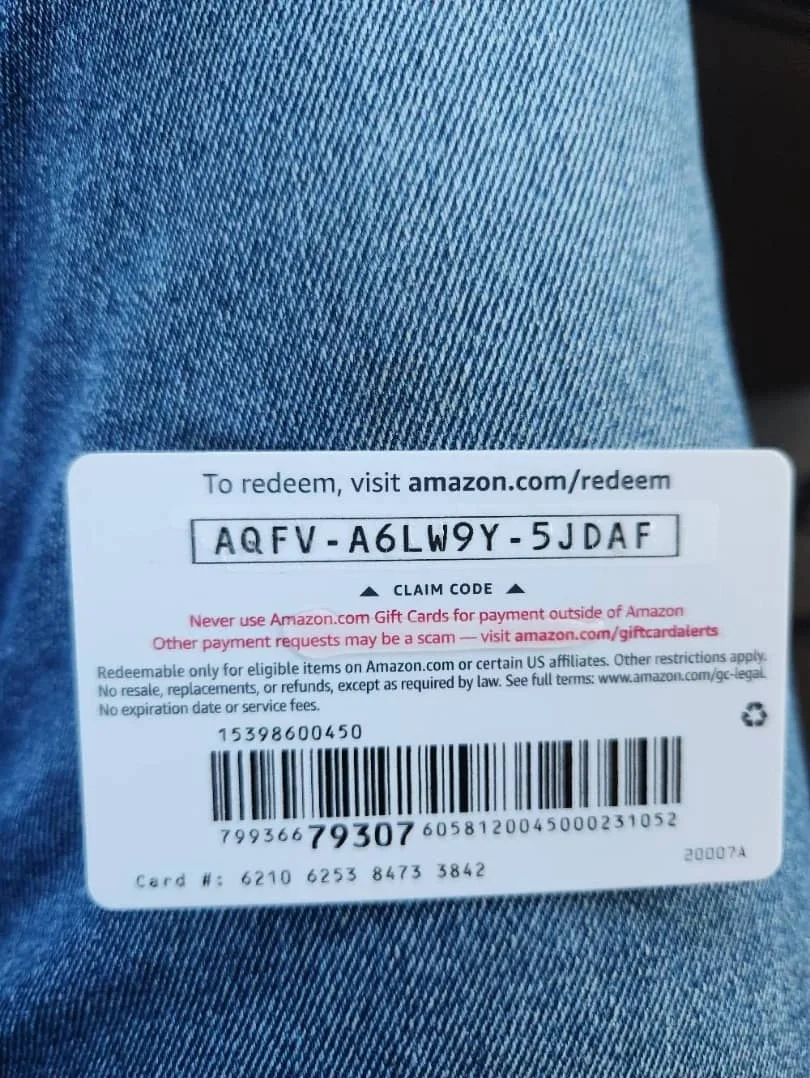 To redeem, visit amazon.com/redeem
AQFV-A6LW9Y-5JDAF
▲ CLAIM CODE ▲
Never use Amazon.com Gift Cards for payment outside of Amazon
Other payment requests may be a scam — visit amazon.com/giftcardalerts
Redeemable only for eligible items on Amazon.com or certain US affiliates. Other restrictions apply.
No resale, replacements, or refunds, except as required by law. See full terms: www.amazon.com/gc-legal.
No expiration date or service fees.
15398600450
799366 79307 6058120045000231052
20007A
Card #: 6210 6253 8473 3842